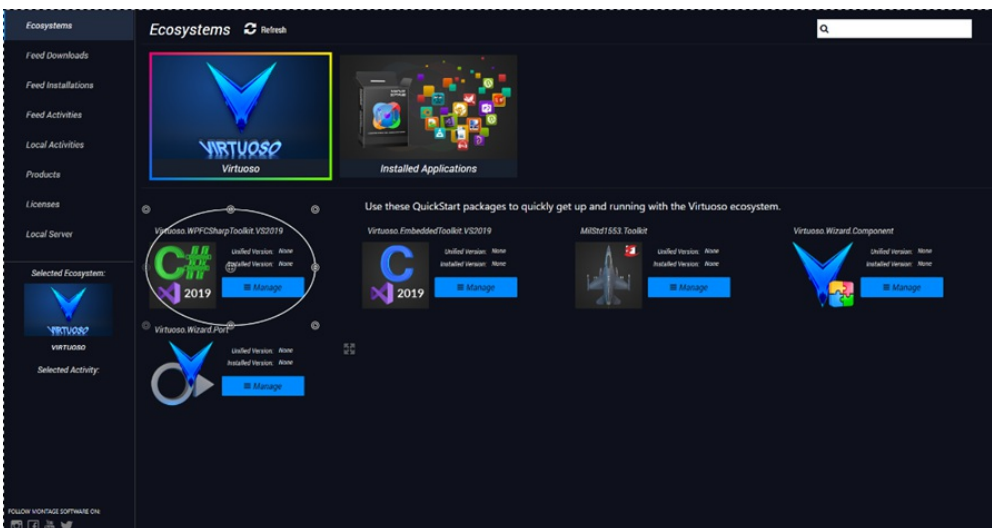 Ecosystems
Feed Downloads
Feed Installations
Feed Activities
Local Activities
Products
Licenses
Local Server
Selected Ecosystem:
VIRTUOSO
VIRTUOSO
Selected Activity:
FOLLOW MONTAGE SOFTWARE ON:
Ecosystems Refresh
VIRTUOSO
Virtuoso
Installed Applications
Use these QuickStart packages to quickly get up and running with the Virtuoso ecosystem.
Virtuoso.WPFCSharpToolkit.VS2019
Unified Version: None
Installed Version: None
C# 2019
Manage
Virtuoso.EmbeddedToolkit.VS2019
Unified Version: None
Installed Version: None
C 2019
Manage
MilStd1553.Toolkit
Unified Version: None
Installed Version: None
Manage
Virtuoso.Wizard.Component
Unified Version: None
Installed Version: None
Manage
Virtuoso.Wizard.Port
Unified Version: None
Installed Version: None
Manage